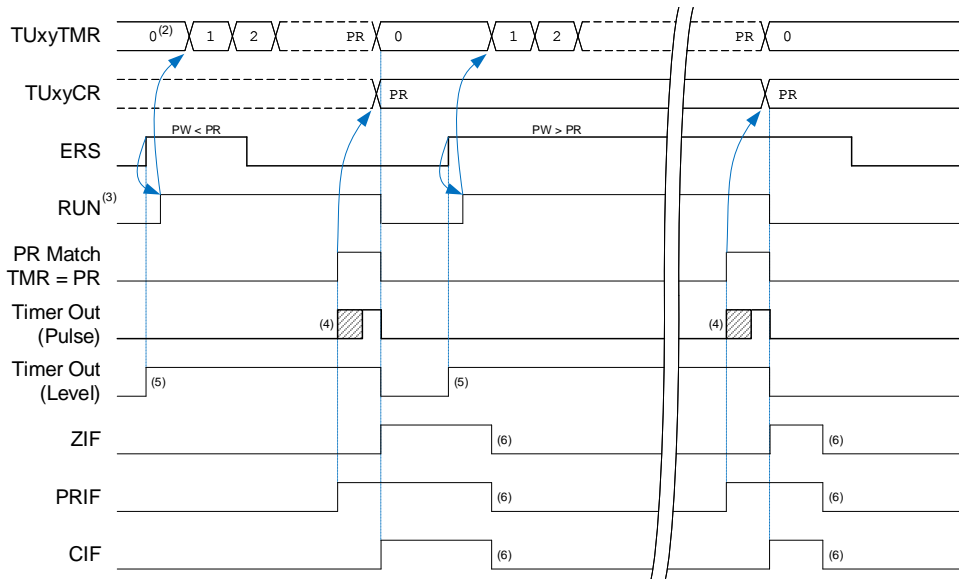 TUxyTMR 0(2) 1 2 PR 0 1 2 PR 0
TUxyCR PR PR
ERS PW < PR PW > PR
RUN(3)
PR Match
TMR = PR
Timer Out
(Pulse) (4) (4)
Timer Out
(Level) (5) (5)
ZIF (6) (6)
PRIF (6) (6)
CIF (6) (6)